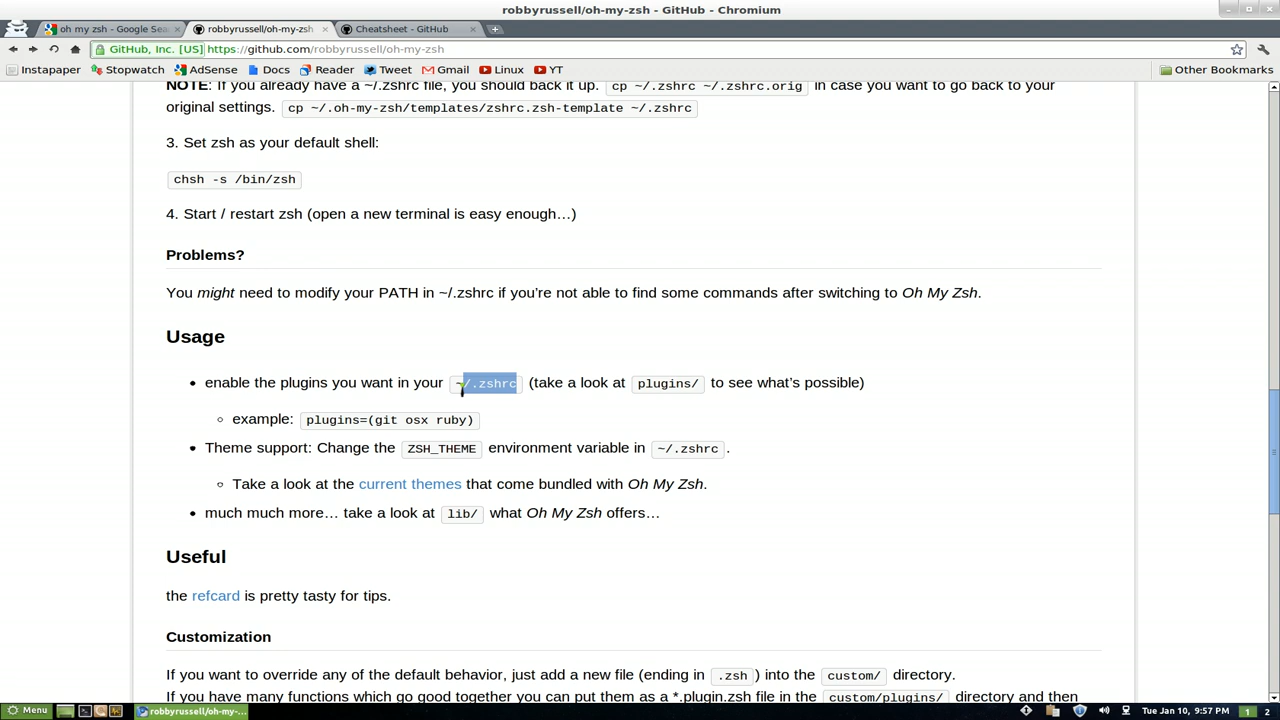 robbyrussell/oh-my-zsh - GitHub - Chromium
oh my zsh - Google Sea
robbyrussell/oh-my-zsh
Cheatsheet - GitHub
GitHub, Inc. [US] https://github.com/robbyrussell/oh-my-zsh
Instapaper Stopwatch AdSense Docs Reader Tweet Gmail Linux YT Other Bookmarks
NOTE: If you already have a ~/.zshrc file, you should back it up. cp ~/.zshrc ~/.zshrc.orig in case you want to go back to your
original settings. cp ~/.oh-my-zsh/templates/zshrc.zsh-template ~/.zshrc
3. Set zsh as your default shell:
chsh -s /bin/zsh
4. Start / restart zsh (open a new terminal is easy enough…)
Problems?
You might need to modify your PATH in ~/.zshrc if you’re not able to find some commands after switching to Oh My Zsh.
Usage
• enable the plugins you want in your ~/.zshrc (take a look at plugins/ to see what’s possible)
◦ example: plugins=(git osx ruby)
• Theme support: Change the ZSH_THEME environment variable in ~/.zshrc.
◦ Take a look at the current themes that come bundled with Oh My Zsh.
• much much more… take a look at lib/ what Oh My Zsh offers…
Useful
the refcard is pretty tasty for tips.
Customization
If you want to override any of the default behavior, just add a new file (ending in .zsh) into the custom/ directory.
If you have many functions which go good together you can put them as a *.plugin.zsh file in the custom/plugins/ directory and then
Menu robbyrussell/oh-my-... Tue Jan 10, 9:57 PM 1 2